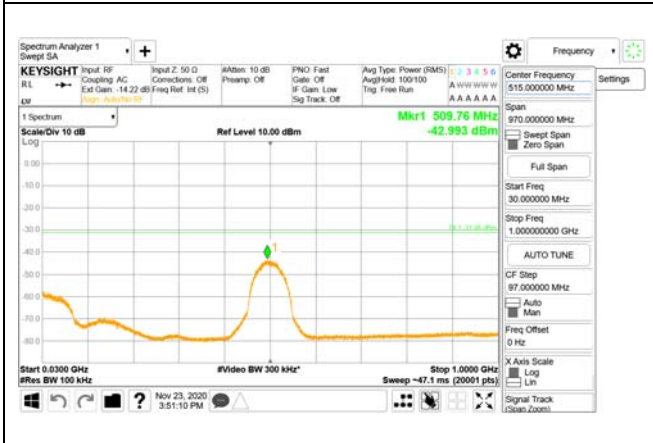 Spectrum Analyzer 1
Swept SA
Frequency
KEYSIGHT
Input: RF
Input Z: 50 Ω
#Atten: 10 dB
PNO: Fast
Avg Type: Power (RMS)
1 2 3 4 5 6
RL
Coupling: AC
Corrections: Off
Preamp: Off
Gate: Off
Avg|Hold: 100/100
A W W W W W
Ext Gain: -14.22 dB
Freq Ref: Int (S)
IF Gain: Low
Trig: Free Run
Align: Auto/No RF
Sig Track: Off
A A A A A A
Center Frequency
515.000000 MHz
Settings
1 Spectrum
Mkr1 509.76 MHz
Scale/Div 10 dB
Ref Level 10.00 dBm
-42.993 dBm
Log
0.00
-10.0
-20.0
-30.0
-40.0
-50.0
-60.0
-70.0
-80.0
1
Start 0.0300 GHz
#Video BW 300 kHz*
Stop 1.0000 GHz
#Res BW 100 kHz
Sweep ~47.1 ms (20001 pts)
Nov 23, 2020
3:51:10 PM
Span
970.000000 MHz
Swept Span
Zero Span
Full Span
Start Freq
30.000000 MHz
Stop Freq
1.000000000 GHz
AUTO TUNE
CF Step
97.000000 MHz
Auto
Man
Freq Offset
0 Hz
X Axis Scale
Log
Lin
Signal Track
(Span Zoom)